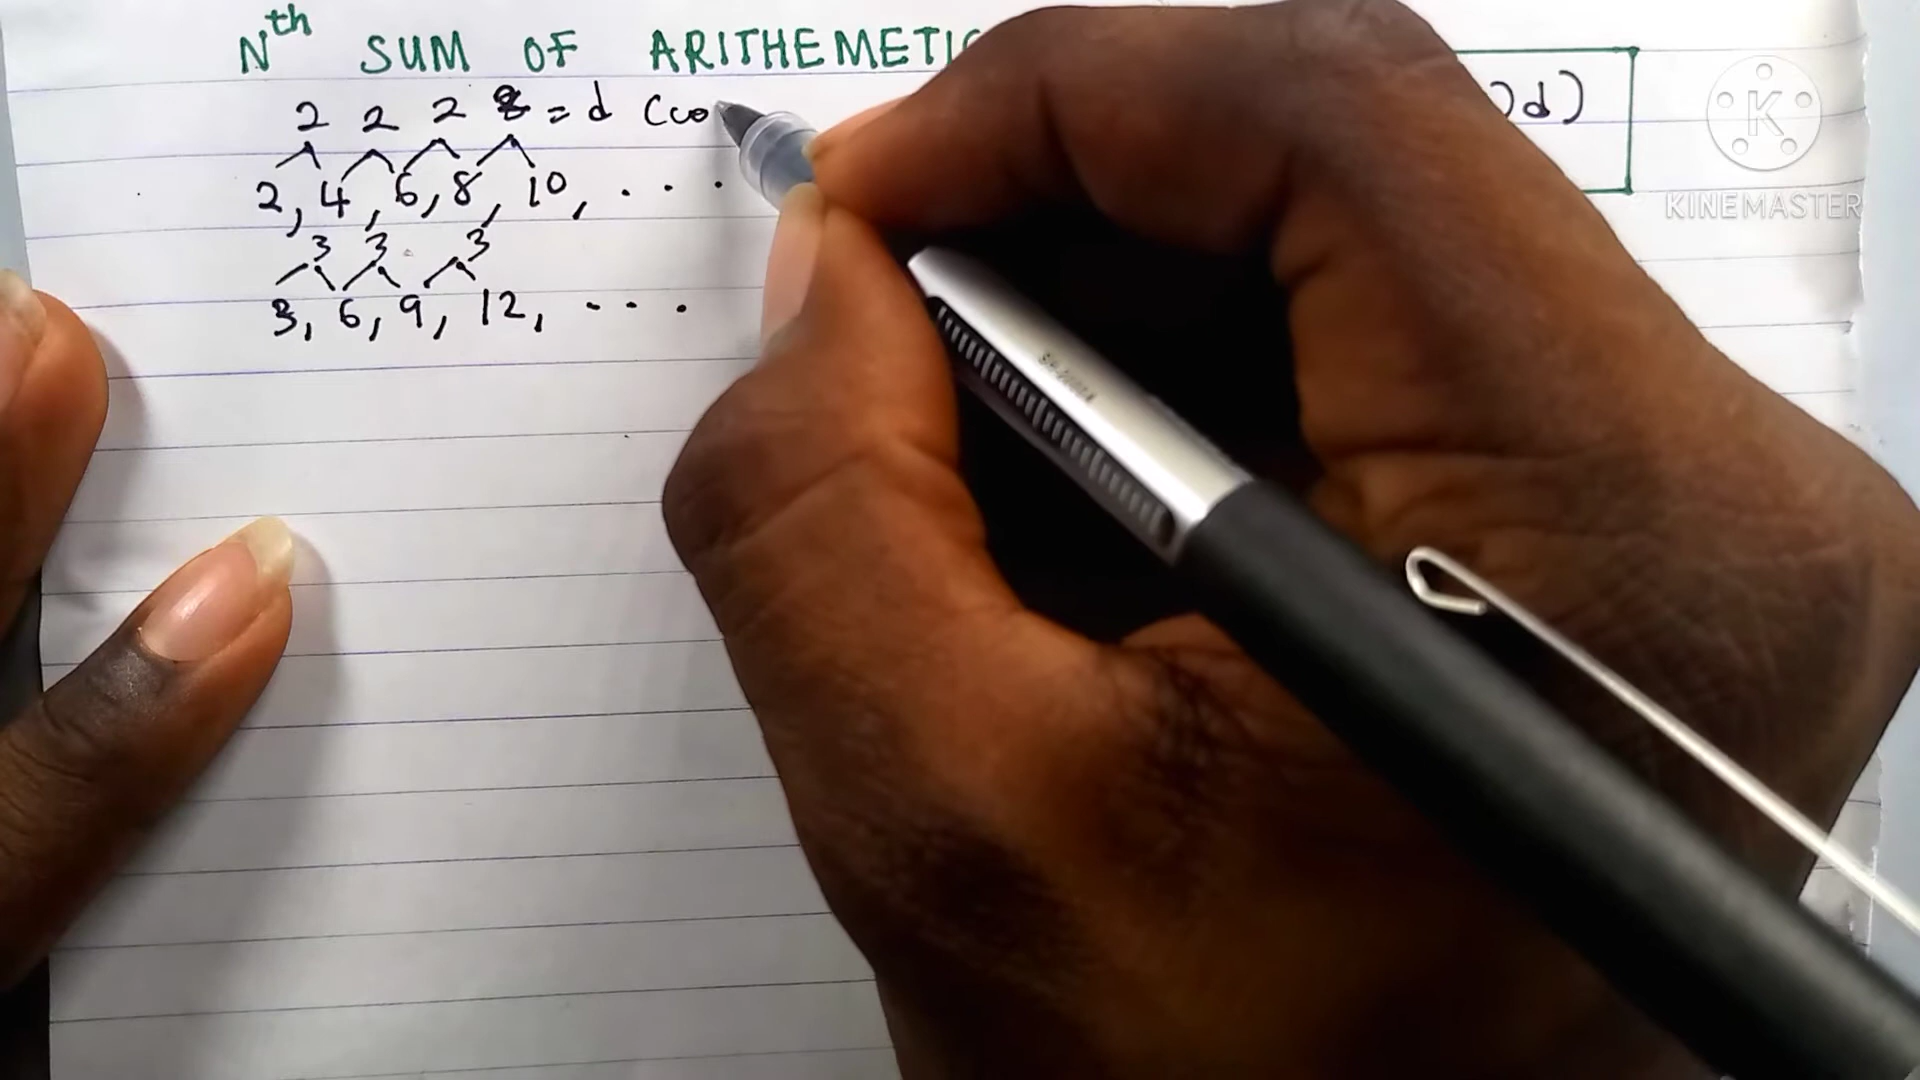 Nth SUM OF ARITHEMETIC
2 2 2 2 = d (co
)d)
2, 4, 6, 8, 10, . . .
3 3 3
3, 6, 9, 12, . . .
K
KINEMASTER